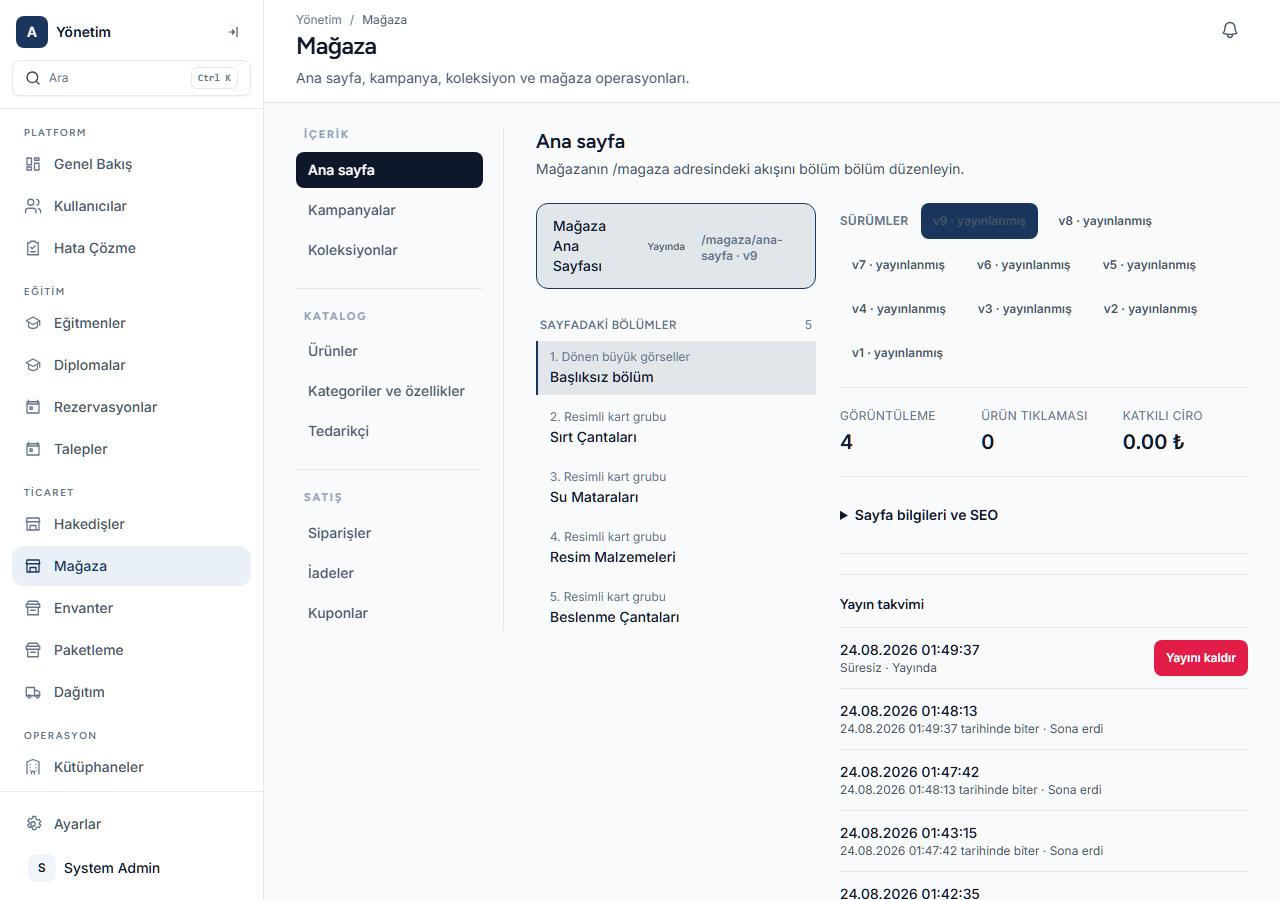 A Yönetim
Ara Ctrl K
PLATFORM
Genel Bakış
Kullanıcılar
Hata Çözme
EĞİTİM
Eğitmenler
Diplomalar
Rezervasyonlar
Talepler
TİCARET
Hakedişler
Mağaza
Envanter
Paketleme
Dağıtım
OPERASYON
Kütüphaneler
Ayarlar
S System Admin
Yönetim / Mağaza
Mağaza
Ana sayfa, kampanya, koleksiyon ve mağaza operasyonları.
İÇERİK
Ana sayfa
Kampanyalar
Koleksiyonlar
KATALOG
Ürünler
Kategoriler ve özellikler
Tedarikçi
SATIŞ
Siparişler
İadeler
Kuponlar
Ana sayfa
Mağazanın /magaza adresindeki akışını bölüm bölüm düzenleyin.
Mağaza
Ana
Sayfası
Yayında
/magaza/ana-
sayfa · v9
SAYFADAKİ BÖLÜMLER 5
1. Dönen büyük görseller
Başlıksız bölüm
2. Resimli kart grubu
Sırt Çantaları
3. Resimli kart grubu
Su Mataraları
4. Resimli kart grubu
Resim Malzemeleri
5. Resimli kart grubu
Beslenme Çantaları
SÜRÜMLER v9 · yayınlanmış v8 · yayınlanmış
v7 · yayınlanmış v6 · yayınlanmış v5 · yayınlanmış
v4 · yayınlanmış v3 · yayınlanmış v2 · yayınlanmış
v1 · yayınlanmış
GÖRÜNTÜLEME ÜRÜN TIKLAMASI KATKILI CİRO
4 0 0.00 ₺
Sayfa bilgileri ve SEO
Yayın takvimi
24.08.2026 01:49:37
Süresiz · Yayında
Yayını kaldır
24.08.2026 01:48:13
24.08.2026 01:49:37 tarihinde biter · Sona erdi
24.08.2026 01:47:42
24.08.2026 01:48:13 tarihinde biter · Sona erdi
24.08.2026 01:43:15
24.08.2026 01:47:42 tarihinde biter · Sona erdi
24.08.2026 01:42:35